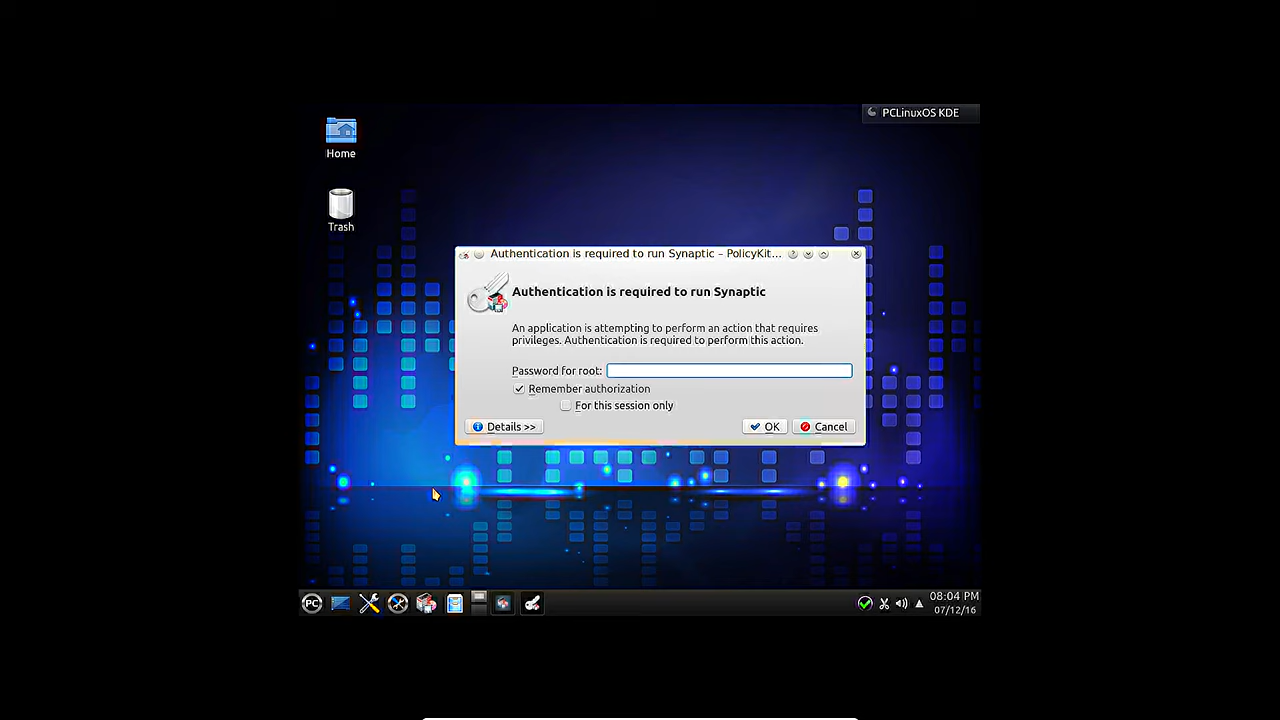 PCLinuxOS KDE
Home
Trash
Authentication is required to run Synaptic – PolicyKit...
Authentication is required to run Synaptic
An application is attempting to perform an action that requires
privileges. Authentication is required to perform this action.
Password for root:
Remember authorization
For this session only
Details >>
OK
Cancel
PC
08:04 PM
07/12/16